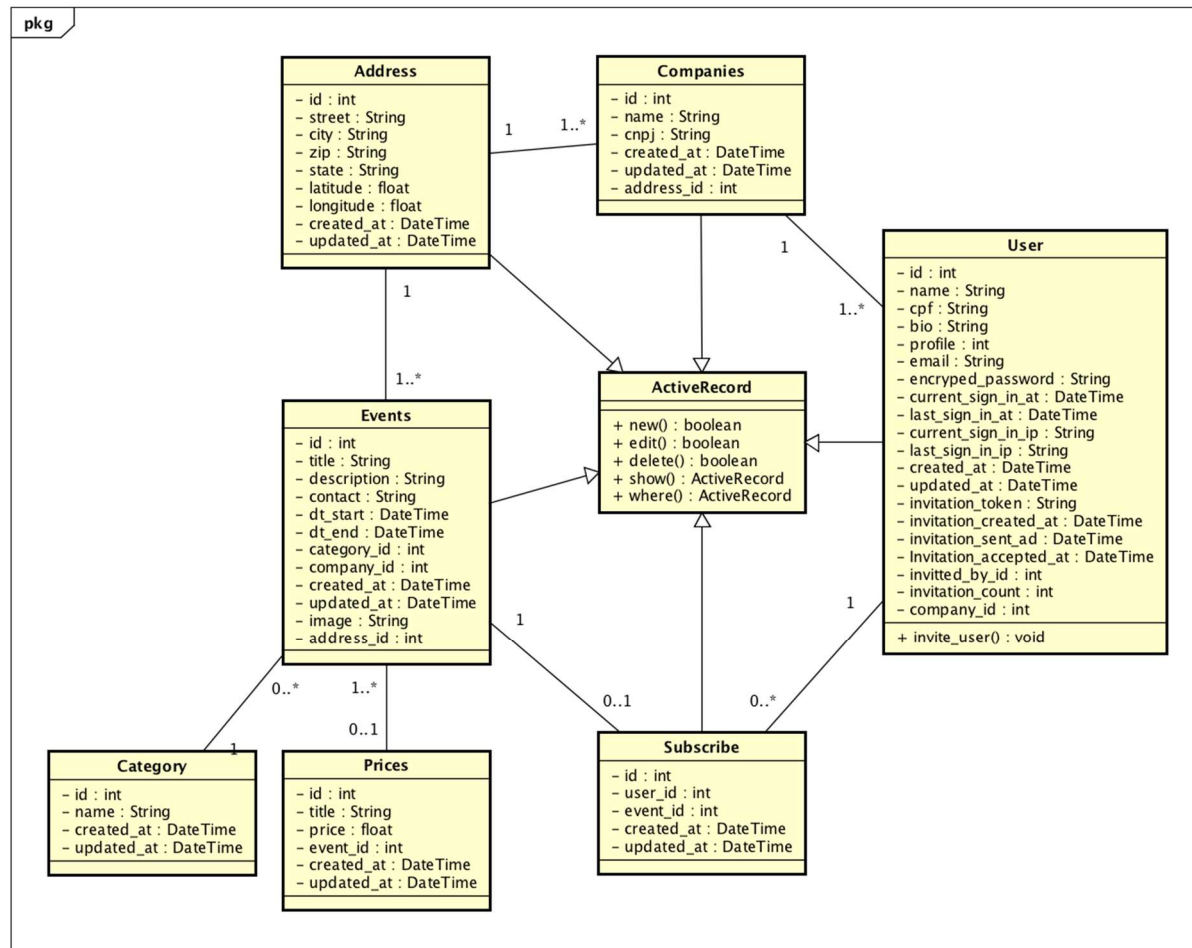 pkg
Address
– id : int
– street : String
– city : String
– zip : String
– state : String
– latitude : float
– longitude : float
– created_at : DateTime
– updated_at : DateTime
1
1..*
Companies
– id : int
– name : String
– cnpj : String
– created_at : DateTime
– updated_at : DateTime
– address_id : int
1
1..*
User
– id : int
– name : String
– cpf : String
– bio : String
– profile : int
– email : String
– encryped_password : String
– current_sign_in_at : DateTime
– last_sign_in_at : DateTime
– current_sign_in_ip : String
– last_sign_in_ip : String
– created_at : DateTime
– updated_at : DateTime
– invitation_token : String
– invitation_created_at : DateTime
– invitation_sent_ad : DateTime
– Invitation_accepted_at : DateTime
– invitted_by_id : int
– invitation_count : int
– company_id : int
+ invite_user() : void
1
1..*
ActiveRecord
+ new() : boolean
+ edit() : boolean
+ delete() : boolean
+ show() : ActiveRecord
+ where() : ActiveRecord
Events
– id : int
– title : String
– description : String
– contact : String
– dt_start : DateTime
– dt_end : DateTime
– category_id : int
– company_id : int
– created_at : DateTime
– updated_at : DateTime
– image : String
– address_id : int
1
0..1
1
0..*
0..*
1
1..*
0..1
Category
– id : int
– name : String
– created_at : DateTime
– updated_at : DateTime
Prices
– id : int
– title : String
– price : float
– event_id : int
– created_at : DateTime
– updated_at : DateTime
Subscribe
– id : int
– user_id : int
– event_id : int
– created_at : DateTime
– updated_at : DateTime